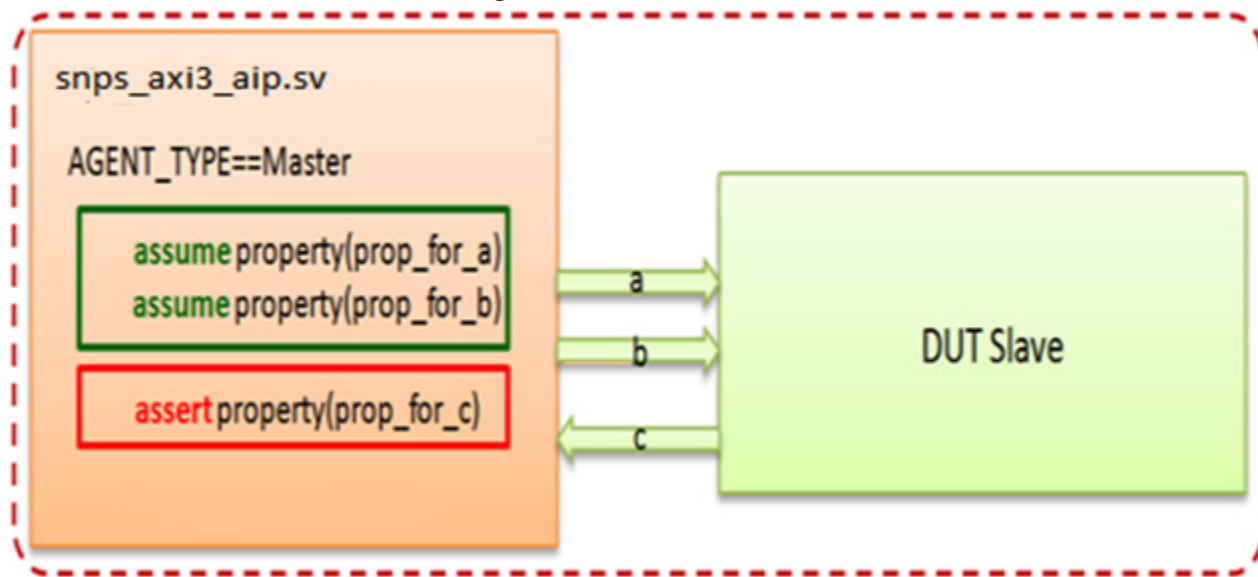 snps_axi3_aip.sv
AGENT_TYPE==Master
assume property(prop_for_a)
assume property(prop_for_b)
assert property(prop_for_c)
a
b
c
DUT Slave